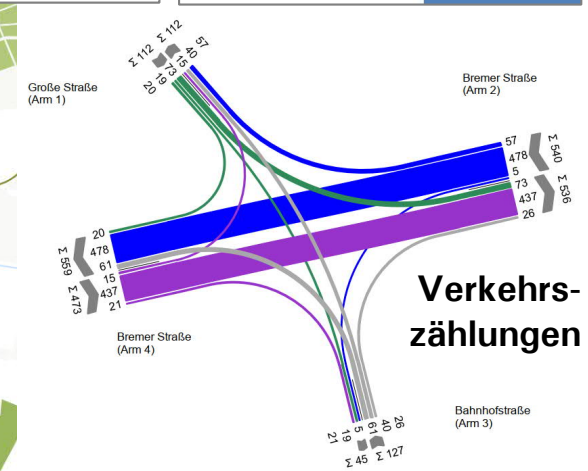 Σ 112
Σ 112
57
40
15
73
19
20
Große Straße
(Arm 1)
Bremer Straße
(Arm 2)
57
478
5
73
437
26
Σ 540
Σ 536
20
478
61
15
437
21
Σ 559
Σ 473
Verkehrs-
zählungen
Bremer Straße
(Arm 4)
Bahnhofstraße
(Arm 3)
21
19
5
61
40
26
Σ 45
Σ 127